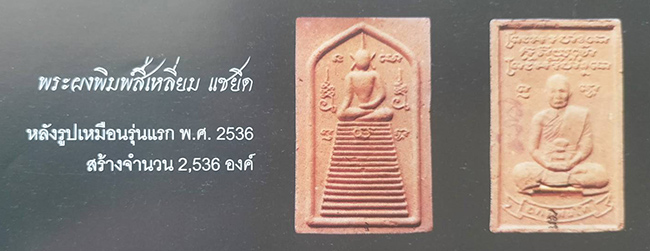 พระผงพิมพ์สี่เหลี่ยม แซยิด
หลังรูปเหมือนรุ่นแรก พ.ศ. 2536
สร้างจำนวน 2,536 องค์